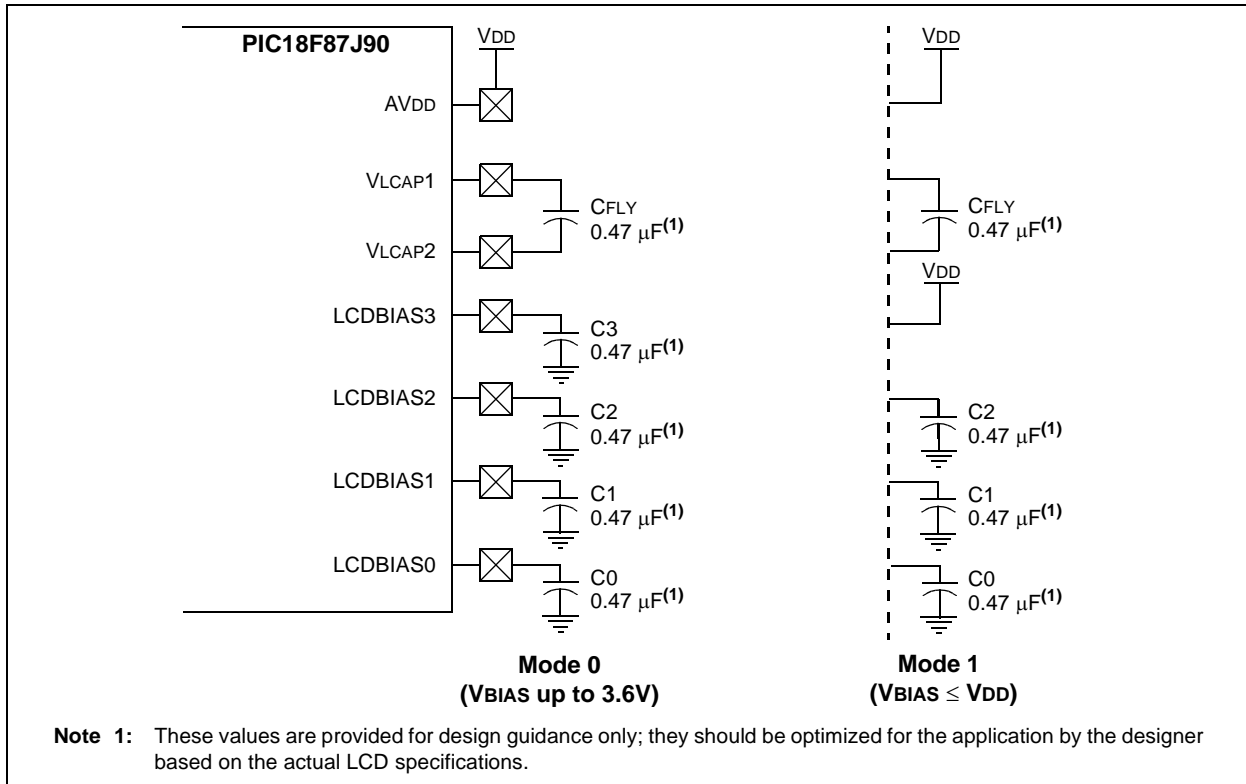 PIC18F87J90
VDD
VDD
AVDD
VLCAP1
CFLY
0.47 μF(1)
CFLY
0.47 μF(1)
VLCAP2
VDD
LCDBIAS3
C3
0.47 μF(1)
LCDBIAS2
C2
0.47 μF(1)
C2
0.47 μF(1)
LCDBIAS1
C1
0.47 μF(1)
C1
0.47 μF(1)
LCDBIAS0
C0
0.47 μF(1)
C0
0.47 μF(1)
Mode 0
(VBIAS up to 3.6V)
Mode 1
(VBIAS ≤ VDD)
Note 1: These values are provided for design guidance only; they should be optimized for the application by the designer
based on the actual LCD specifications.